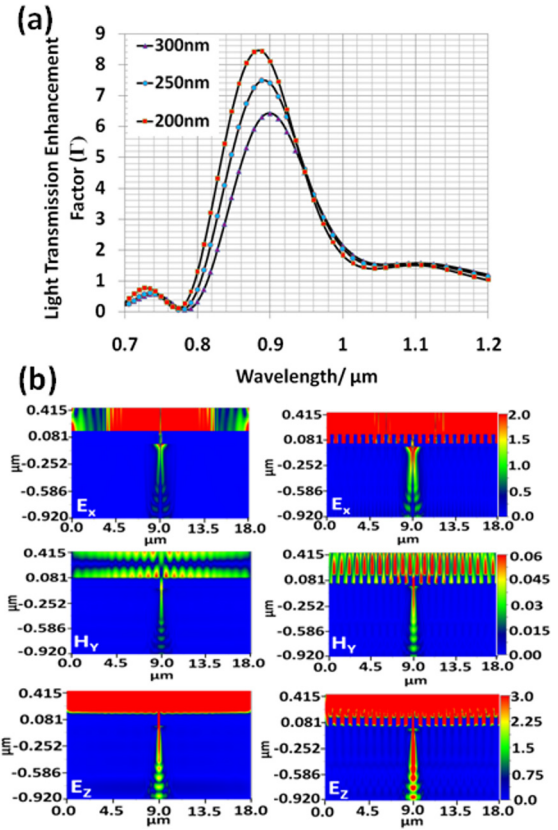 (a)
Light Transmission Enhancement
Factor (Γ)
9
8
7
6
5
4
3
2
1
0
300nm
250nm
200nm
0.7 0.8 0.9 1 1.1 1.2
Wavelength/ μm
(b)
μm
0.415
0.081
-0.252
-0.586
-0.920
Ex
0.0 4.5 9.0 13.5 18.0
μm
0.415
0.081
-0.252
-0.586
-0.920
Ex
0.0 4.5 9.0 13.5 18.0
μm
2.0
1.5
1.0
0.5
0.0
μm
0.415
0.081
-0.252
-0.586
-0.920
HY
0.0 4.5 9.0 13.5 18.0
μm
0.415
0.081
-0.252
-0.586
-0.920
HY
0.0 4.5 9.0 13.5 18.0
μm
0.06
0.045
0.03
0.015
0.00
μm
0.415
0.081
-0.252
-0.586
-0.920
EZ
0.0 4.5 9.0 13.5 18.0
μm
0.415
0.081
-0.252
-0.586
-0.920
EZ
0.0 4.5 9.0 13.5 18.0
μm
3.0
2.25
1.5
0.75
0.0